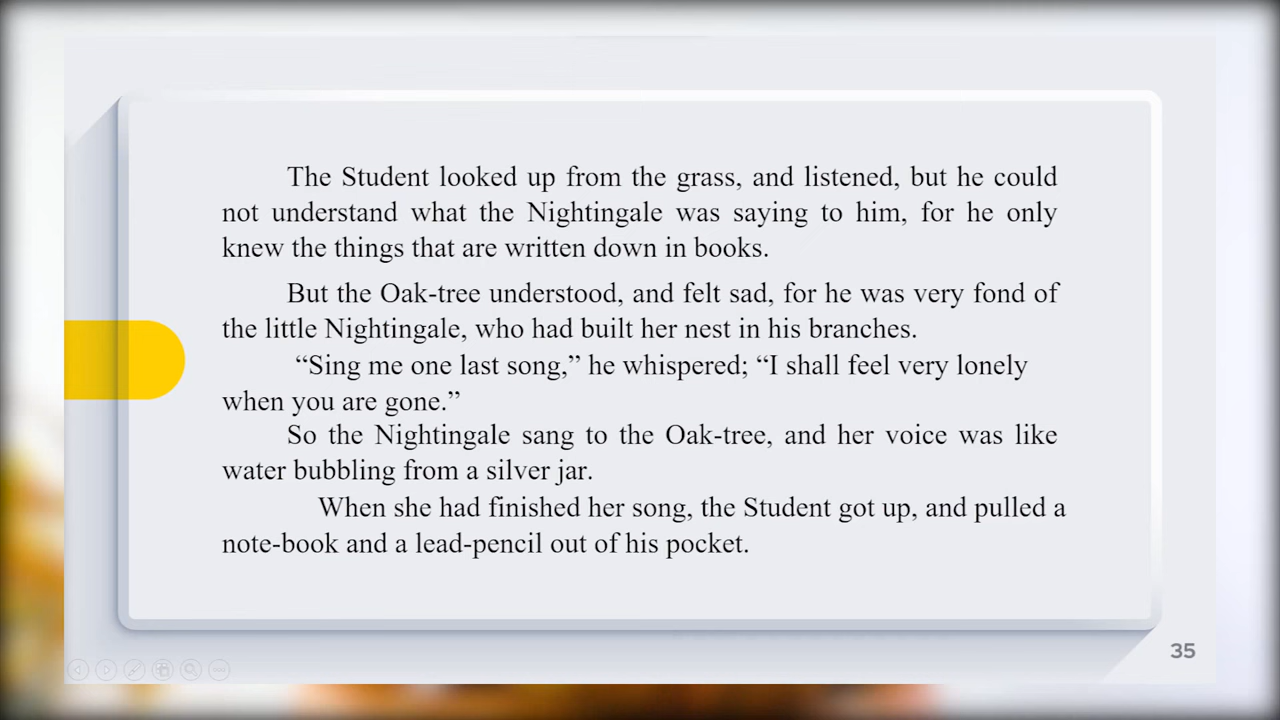 The Student looked up from the grass, and listened, but he could
not understand what the Nightingale was saying to him, for he only
knew the things that are written down in books.
But the Oak-tree understood, and felt sad, for he was very fond of
the little Nightingale, who had built her nest in his branches.
“Sing me one last song,” he whispered; “I shall feel very lonely
when you are gone.”
So the Nightingale sang to the Oak-tree, and her voice was like
water bubbling from a silver jar.
When she had finished her song, the Student got up, and pulled a
note-book and a lead-pencil out of his pocket.
35